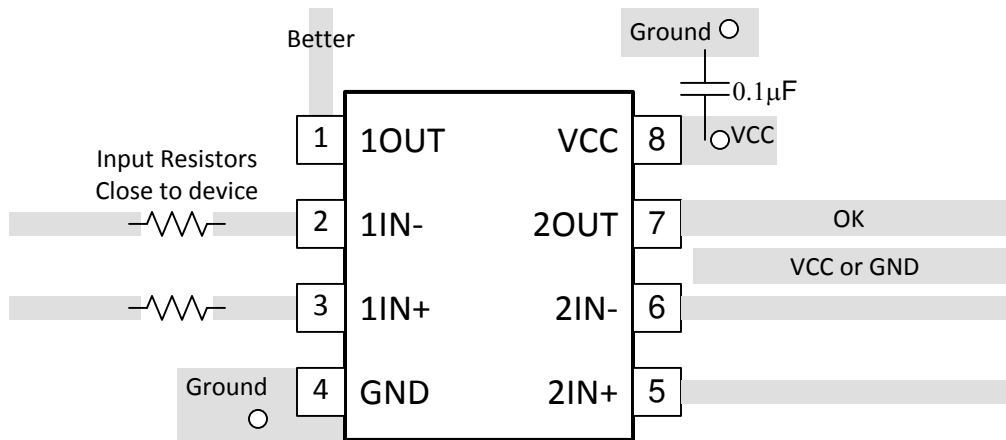 Better
Ground
0.1μF
1
1OUT
VCC
8
VCC
Input Resistors
Close to device
2
1IN-
2OUT
7
OK
VCC or GND
3
1IN+
2IN-
6
Ground
4
GND
2IN+
5